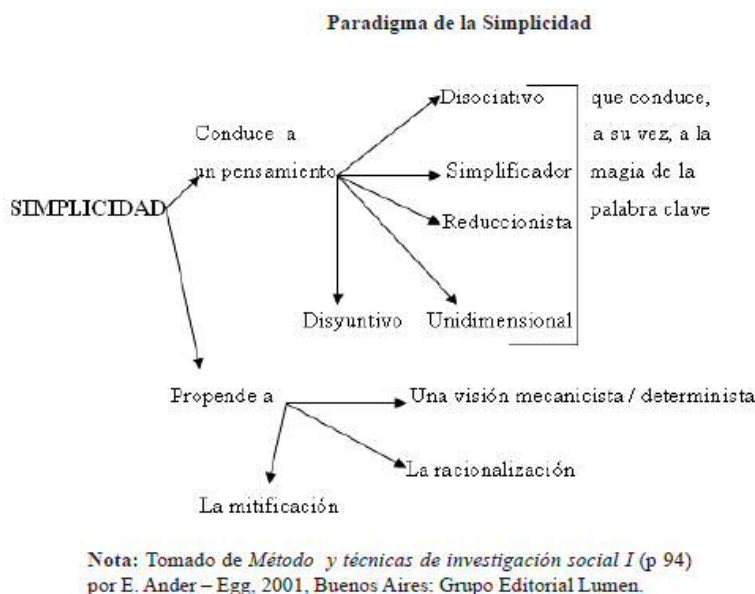 Paradigma de la Simplicidad
Disociativo
que conduce,
Conduce a
a su vez, a la
un pensamiento
Simplificador
magia de la
SIMPLICIDAD
Reduccionista
palabra clave
Disyuntivo
Unidimensional
Propende a
Una visión mecanicista / determinista
La racionalización
La mitificación
Nota: Tomado de Método y técnicas de investigación social I (p 94)
por E. Ander – Egg, 2001, Buenos Aires: Grupo Editorial Lumen.